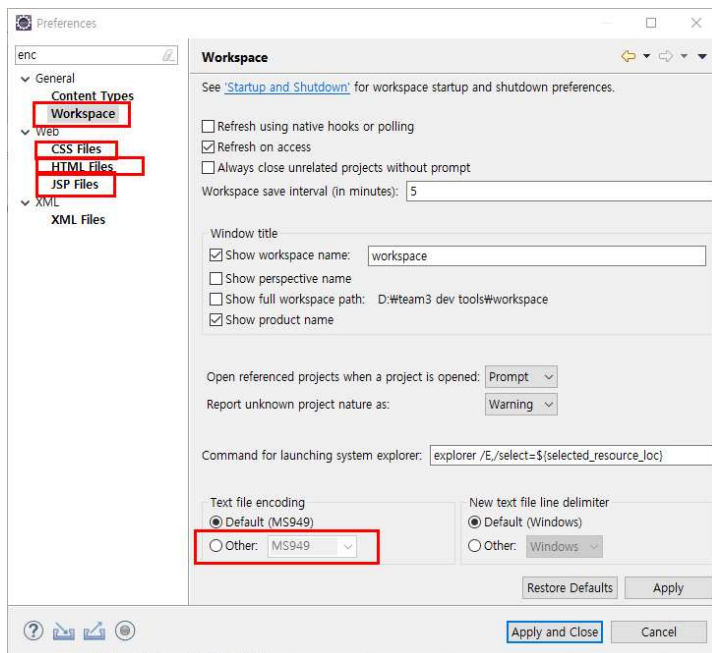 Preferences
enc
General
Content Types
Workspace
Web
CSS Files
HTML Files
JSP Files
XML
XML Files
Workspace
See 'Startup and Shutdown' for workspace startup and shutdown preferences.
Refresh using native hooks or polling
Refresh on access
Always close unrelated projects without prompt
Workspace save interval (in minutes): 5
Window title
Show workspace name: workspace
Show perspective name
Show full workspace path: D:₩team3 dev tools₩workspace
Show product name
Open referenced projects when a project is opened: Prompt
Report unknown project nature as: Warning
Command for launching system explorer: explorer /E,/select=${selected_resource_loc}
Text file encoding
Default (MS949)
Other: MS949
New text file line delimiter
Default (Windows)
Other: Windows
Restore Defaults Apply
Apply and Close Cancel